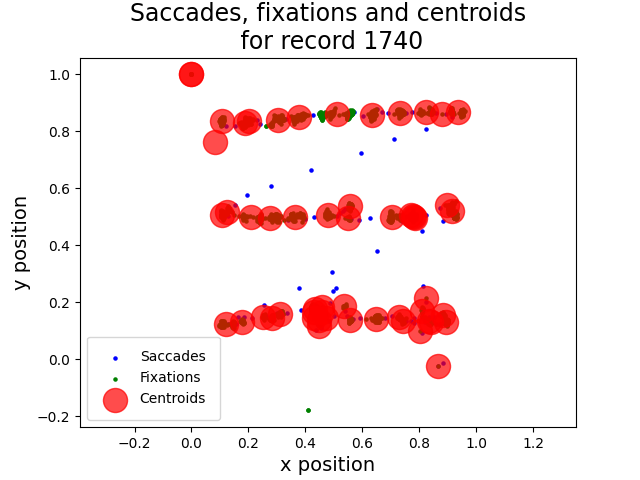 Saccades, fixations and centroids
for record 1740
1.0
0.8
0.6
0.4
0.2
0.0
−0.2
y position
Saccades
Fixations
Centroids
−0.2 0.0 0.2 0.4 0.6 0.8 1.0 1.2
x position